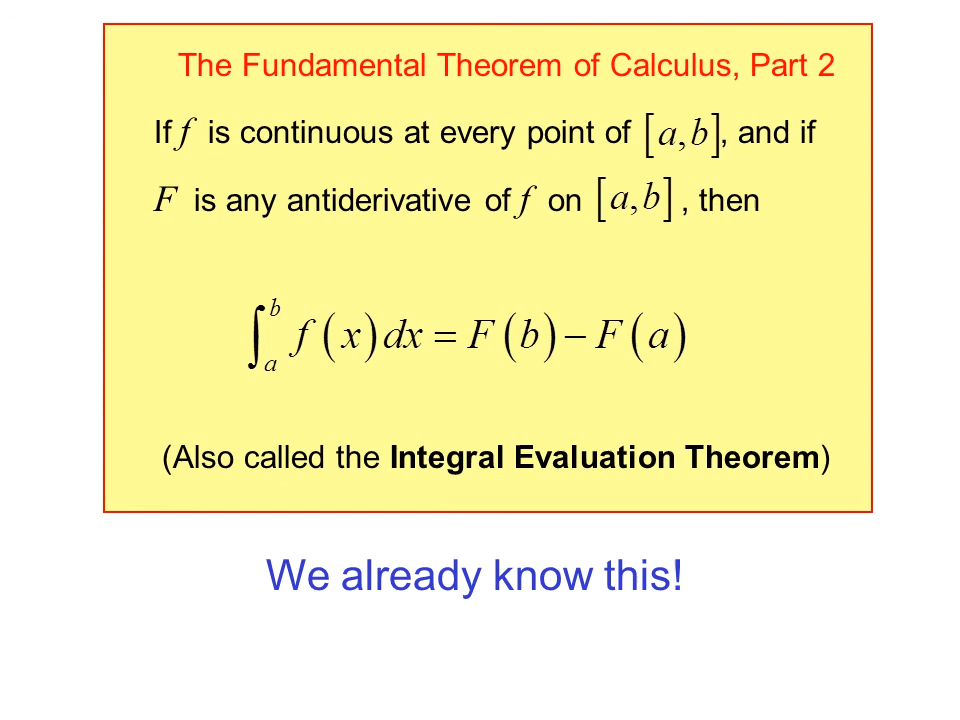 The Fundamental Theorem of Calculus, Part 2
If f is continuous at every point of [a,b], and if
F is any antiderivative of f on [a,b], then
∫_a^b f(x)dx = F(b) − F(a)
(Also called the Integral Evaluation Theorem)
We already know this!